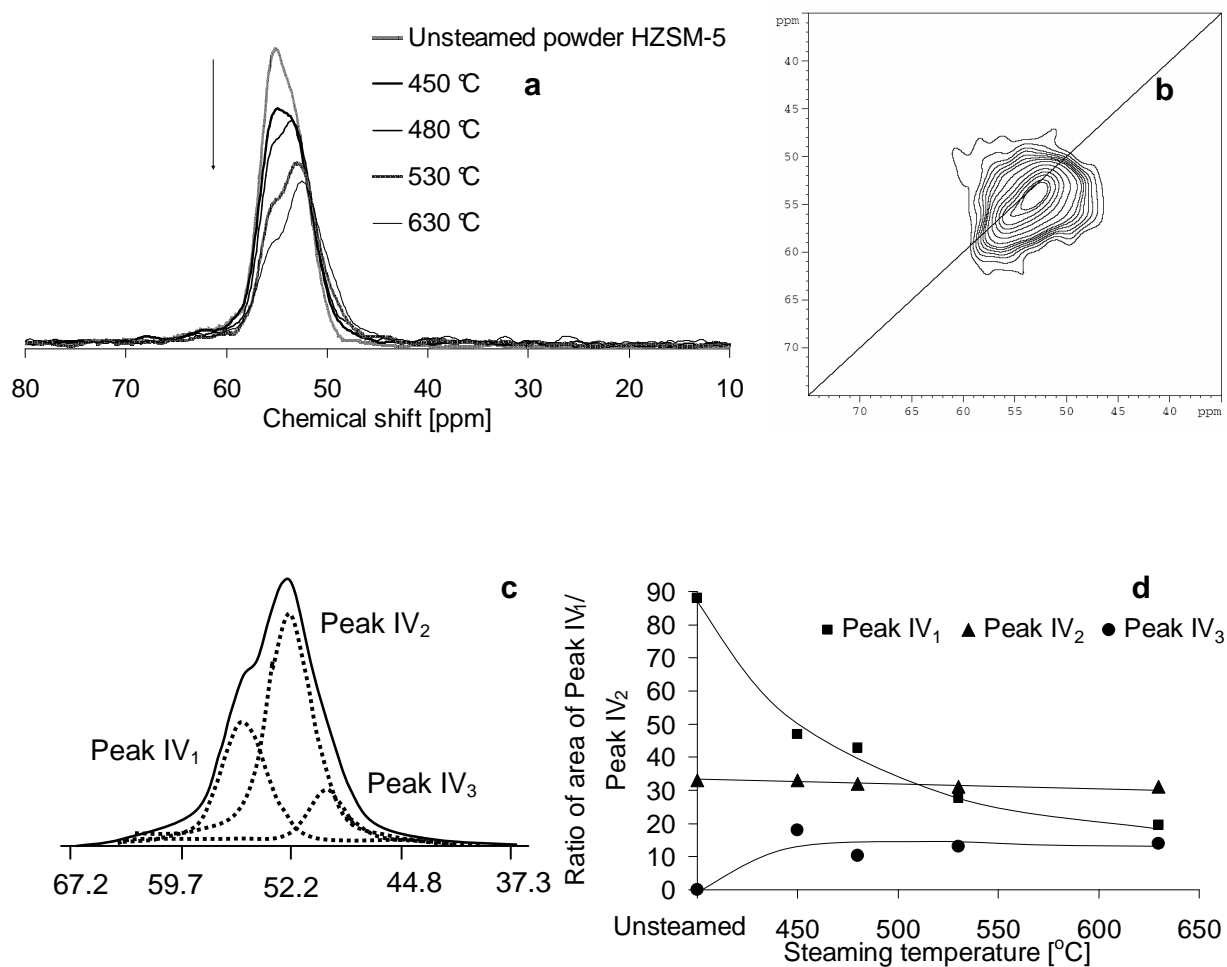 Unsteamed powder HZSM-5
450 °C
480 °C
530 °C
630 °C
a
80 70 60 50 40 30 20 10
Chemical shift [ppm]
ppm
40
45
50
55
60
65
70
b
70 65 60 55 50 45 40 ppm
c
Peak IV₂
Peak IV₁
Peak IV₃
67.2 59.7 52.2 44.8 37.3
d
Ratio of area of Peak IV₁/
Peak IV₂
90
80
70
60
50
40
30
20
10
0
Peak IV₁ Peak IV₂ Peak IV₃
Unsteamed 450 500 550 600 650
Steaming temperature [°C]